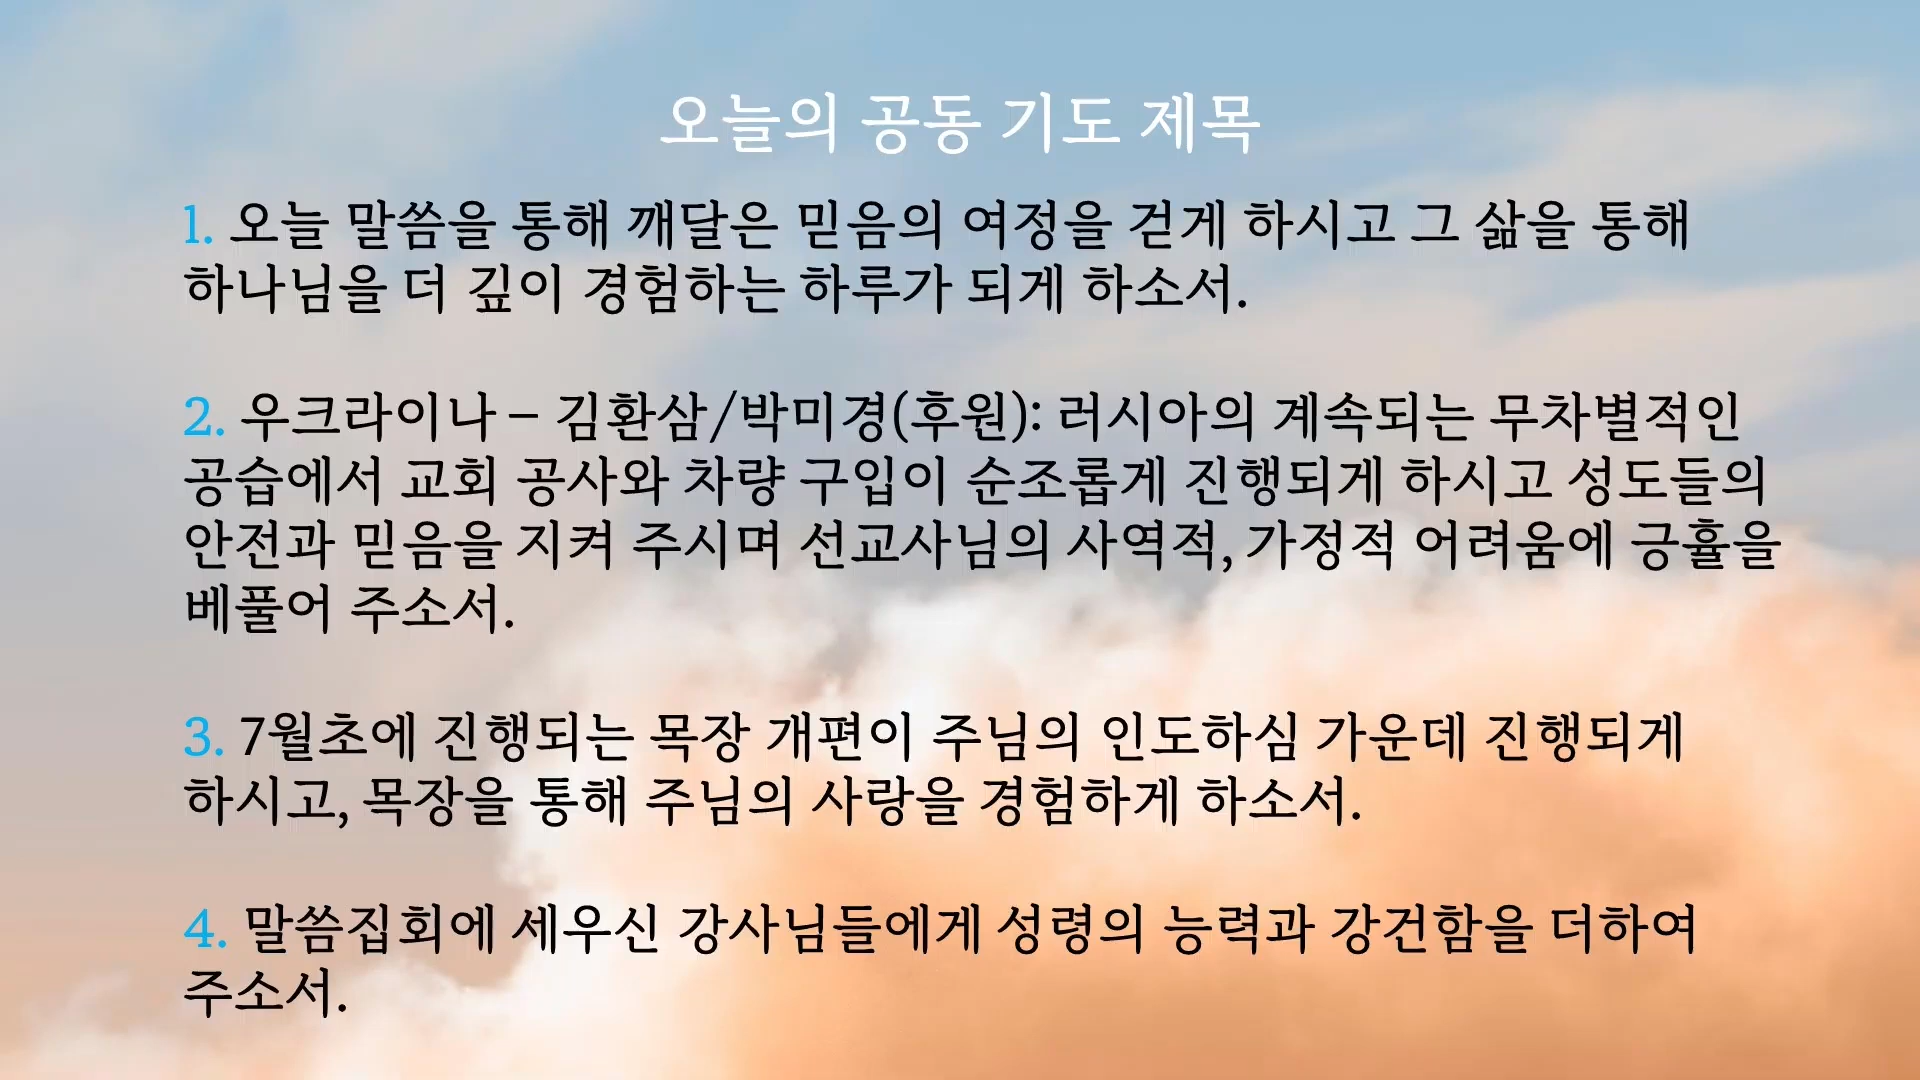 오늘의 공동 기도 제목
1. 오늘 말씀을 통해 깨달은 믿음의 여정을 걷게 하시고 그 삶을 통해
하나님을 더 깊이 경험하는 하루가 되게 하소서.
2. 우크라이나 – 김환삼/박미경(후원): 러시아의 계속되는 무차별적인
공습에서 교회 공사와 차량 구입이 순조롭게 진행되게 하시고 성도들의
안전과 믿음을 지켜 주시며 선교사님의 사역적, 가정적 어려움에 긍휼을
베풀어 주소서.
3. 7월초에 진행되는 목장 개편이 주님의 인도하심 가운데 진행되게
하시고, 목장을 통해 주님의 사랑을 경험하게 하소서.
4. 말씀집회에 세우신 강사님들에게 성령의 능력과 강건함을 더하여
주소서.